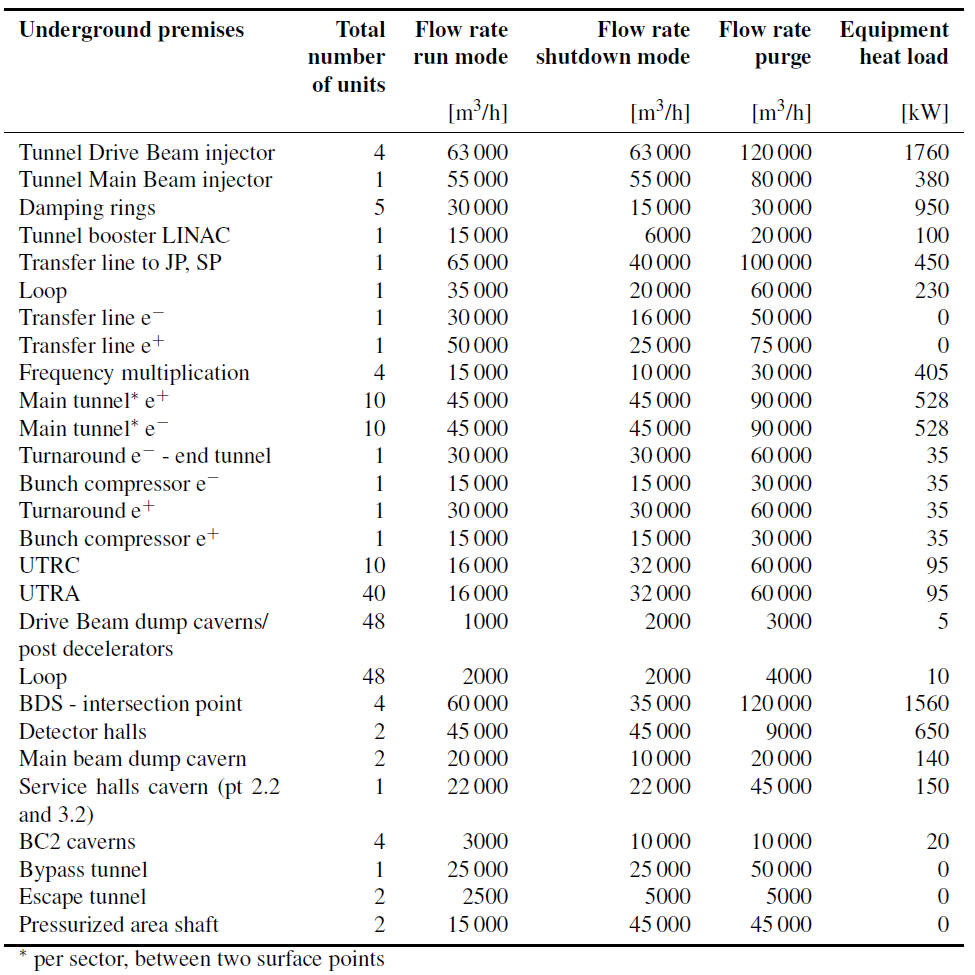 Underground premises Total Flow rate Flow rate Flow rate Equipment
number run mode shutdown mode purge heat load
of units
[m³/h] [m³/h] [m³/h] [kW]
Tunnel Drive Beam injector 4 63 000 63 000 120 000 1760
Tunnel Main Beam injector 1 55 000 55 000 80 000 380
Damping rings 5 30 000 15 000 30 000 950
Tunnel booster LINAC 1 15 000 6000 20 000 100
Transfer line to JP, SP 1 65 000 40 000 100 000 450
Loop 1 35 000 20 000 60 000 230
Transfer line e⁻ 1 30 000 16 000 50 000 0
Transfer line e⁺ 1 50 000 25 000 75 000 0
Frequency multiplication 4 15 000 10 000 30 000 405
Main tunnel* e⁺ 10 45 000 45 000 90 000 528
Main tunnel* e⁻ 10 45 000 45 000 90 000 528
Turnaround e⁻ - end tunnel 1 30 000 30 000 60 000 35
Bunch compressor e⁻ 1 15 000 15 000 30 000 35
Turnaround e⁺ 1 30 000 30 000 60 000 35
Bunch compressor e⁺ 1 15 000 15 000 30 000 35
UTRC 10 16 000 32 000 60 000 95
UTRA 40 16 000 32 000 60 000 95
Drive Beam dump caverns/ 48 1000 2000 3000 5
post decelerators
Loop 48 2000 2000 4000 10
BDS - intersection point 4 60 000 35 000 120 000 1560
Detector halls 2 45 000 45 000 9000 650
Main beam dump cavern 2 20 000 10 000 20 000 140
Service halls cavern (pt 2.2 1 22 000 22 000 45 000 150
and 3.2)
BC2 caverns 4 3000 10 000 10 000 20
Bypass tunnel 1 25 000 25 000 50 000 0
Escape tunnel 2 2500 5000 5000 0
Pressurized area shaft 2 15 000 45 000 45 000 0
* per sector, between two surface points